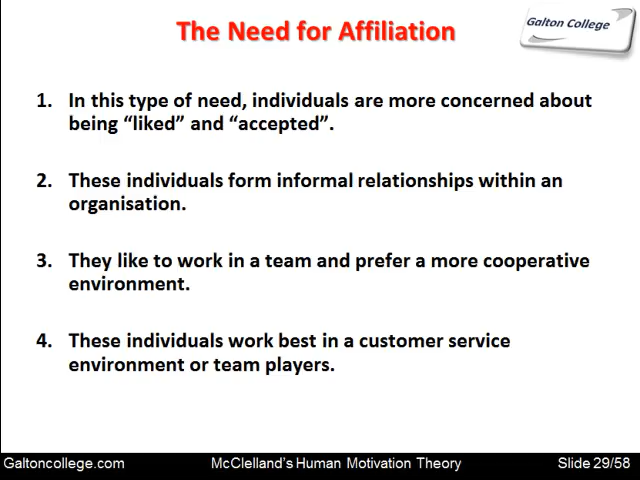 The Need for Affiliation
Galton College
1. In this type of need, individuals are more concerned about
being “liked” and “accepted”.
2. These individuals form informal relationships within an
organisation.
3. They like to work in a team and prefer a more cooperative
environment.
4. These individuals work best in a customer service
environment or team players.
Galtoncollege.com McClelland’s Human Motivation Theory Slide 29/58